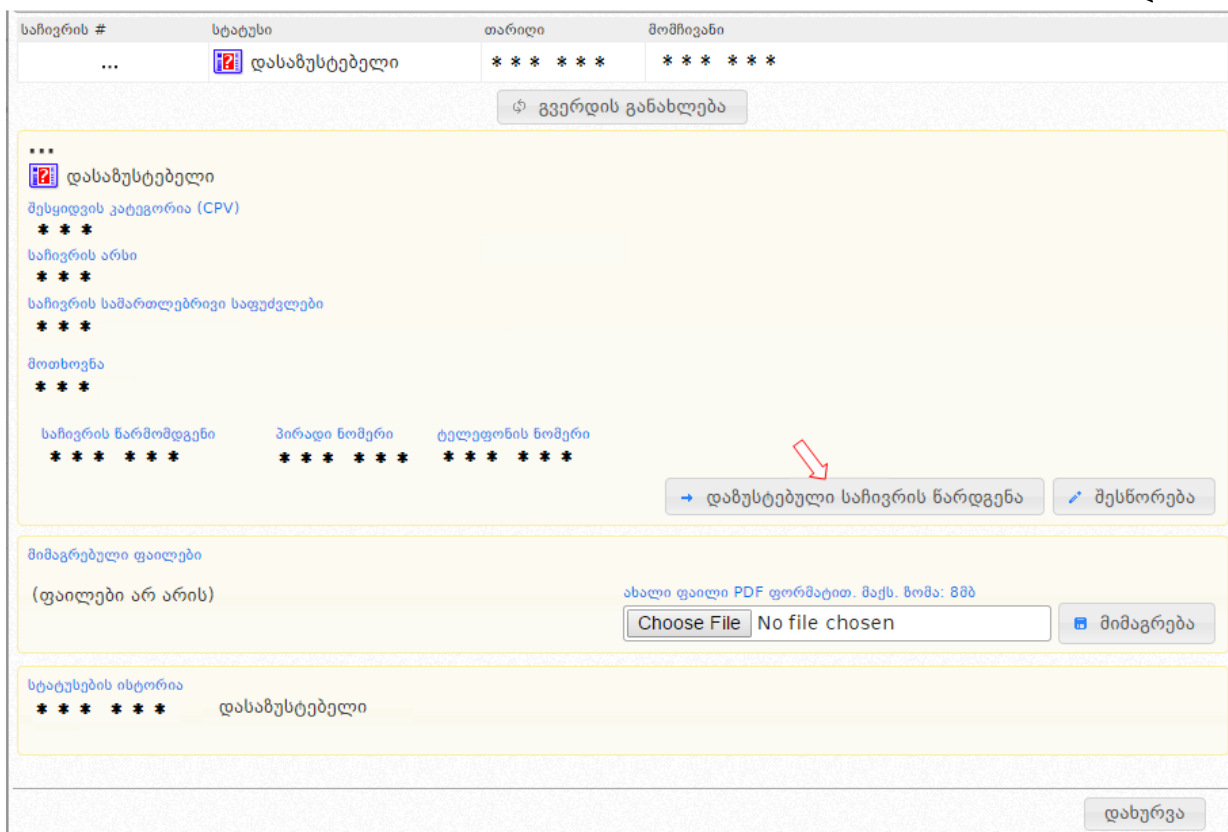 საჩივრის # სტატუსი თარიღი მომჩივანი
... დასაზუსტებელი * * * * * * * * * * * *
გვერდის განახლება
...
დასაზუსტებელი
შესყიდვის კატეგორია (CPV)
* * *
საჩივრის არსი
* * *
საჩივრის სამართლებრივი საფუძვლები
* * *
მოთხოვნა
* * *
საჩივრის წარმომდგენი პირადი ნომერი ტელეფონის ნომერი
* * * * * * * * * * * * * * * * * *
დაზუსტებული საჩივრის წარდგენა შესწორება
მიმაგრებული ფაილები
(ფაილები არ არის)
ახალი ფაილი PDF ფორმატით. მაქს. ზომა: 8მბ
Choose File No file chosen მიმაგრება
სტატუსების ისტორია
* * * * * * დასაზუსტებელი
დახურვა